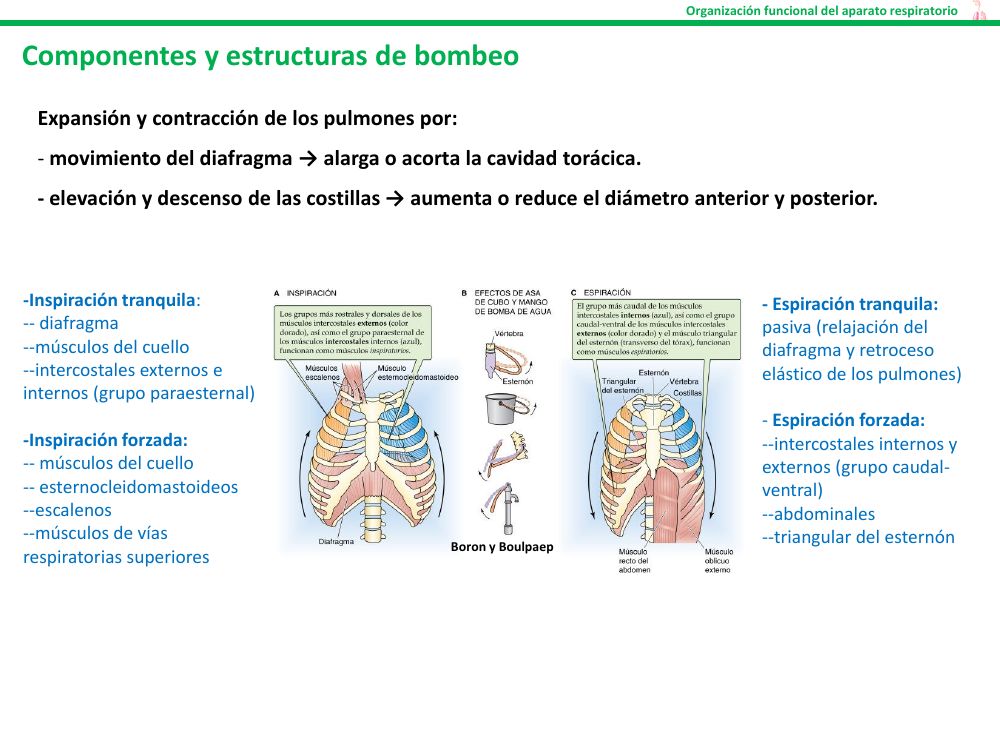 Organización funcional del aparato respiratorio
Componentes y estructuras de bombeo
Expansión y contracción de los pulmones por:
- movimiento del diafragma → alarga o acorta la cavidad torácica.
- elevación y descenso de las costillas → aumenta o reduce el diámetro anterior y posterior.
-Inspiración tranquila:
-- diafragma
--músculos del cuello
--intercostales externos e
internos (grupo paraesternal)
-Inspiración forzada:
-- músculos del cuello
-- esternocleidomastoideos
--escalenos
--músculos de vías
respiratorias superiores
A INSPIRACIÓN
Los grupos más rostrales y dorsales de los
músculos intercostales externos (color
dorado), así como el grupo paraesternal de
los músculos intercostales internos (azul),
funcionan como músculos inspiratorios.
Músculos
escalenos
Músculo
esternocleidomastoideo
Diafragma
B EFECTOS DE ASA
DE CUBO Y MANGO
DE BOMBA DE AGUA
Vértebra
Esternón
Boron y Boulpaep
C ESPIRACIÓN
El grupo más caudal de los músculos
intercostales internos (azul), así como el grupo
caudal-ventral de los músculos intercostales
externos (color dorado) y el músculo triangular
del esternón (transverso del tórax), funcionan
como músculos espiratorios.
Esternón
Triangular
del esternón
Vértebra
Costillas
Músculo
recto del
abdomen
Músculo
oblicuo
externo
- Espiración tranquila:
pasiva (relajación del
diafragma y retroceso
elástico de los pulmones)
- Espiración forzada:
--intercostales internos y
externos (grupo caudal-
ventral)
--abdominales
--triangular del esternón